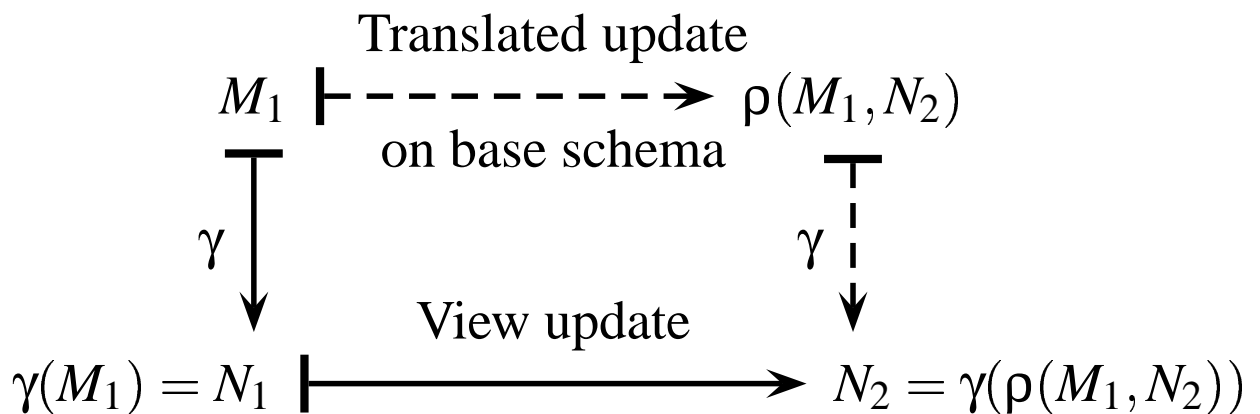 Translated update
M₁ ρ(M₁, N₂)
on base schema
γ γ
View update
γ(M₁) = N₁ N₂ = γ(ρ(M₁, N₂))